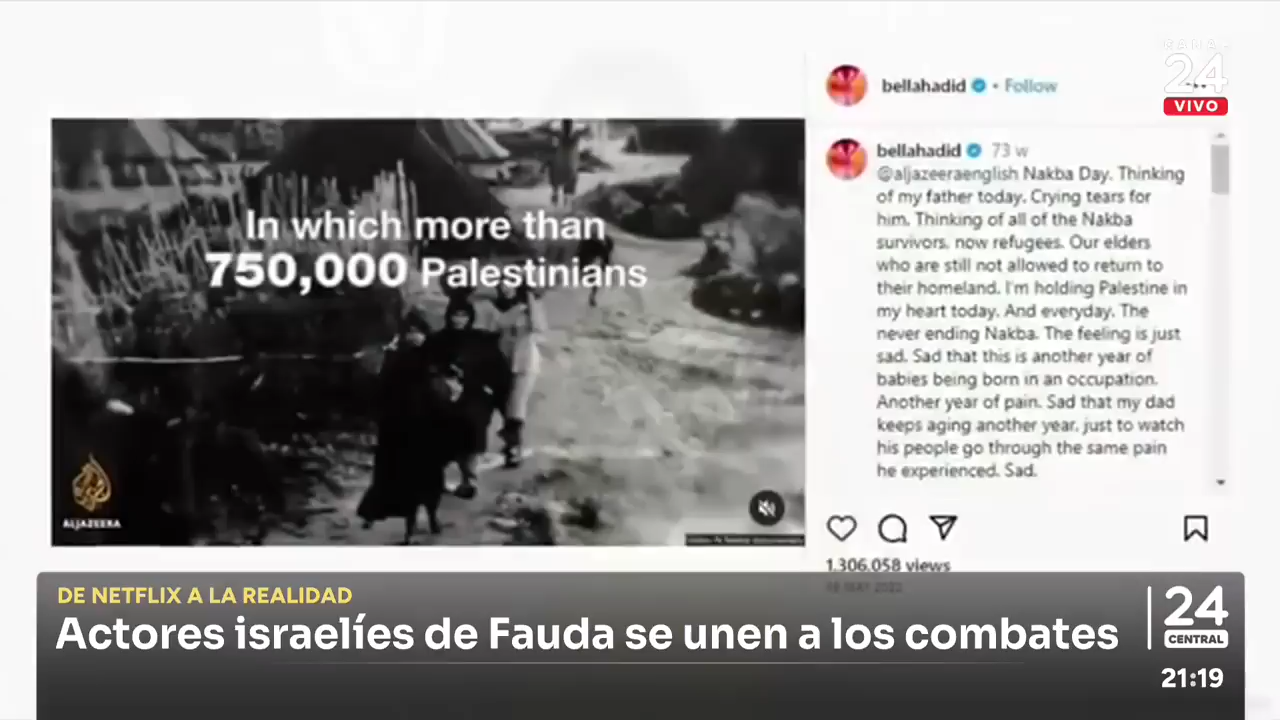 CANAL
24
VIVO
bellahadid • Follow
bellahadid 73 w
@aljazeeraenglish Nakba Day. Thinking
of my father today. Crying tears for
him. Thinking of all of the Nakba
survivors, now refugees. Our elders
who are still not allowed to return to
their homeland. I'm holding Palestine in
my heart today. And everyday. The
never ending Nakba. The feeling is just
sad. Sad that this is another year of
babies being born in an occupation.
Another year of pain. Sad that my dad
keeps aging another year, just to watch
his people go through the same pain
he experienced. Sad.
1,306,058 views
In which more than
750,000 Palestinians
ALJAZEERA
DE NETFLIX A LA REALIDAD
Actores israelíes de Fauda se unen a los combates
24
CENTRAL
21:19